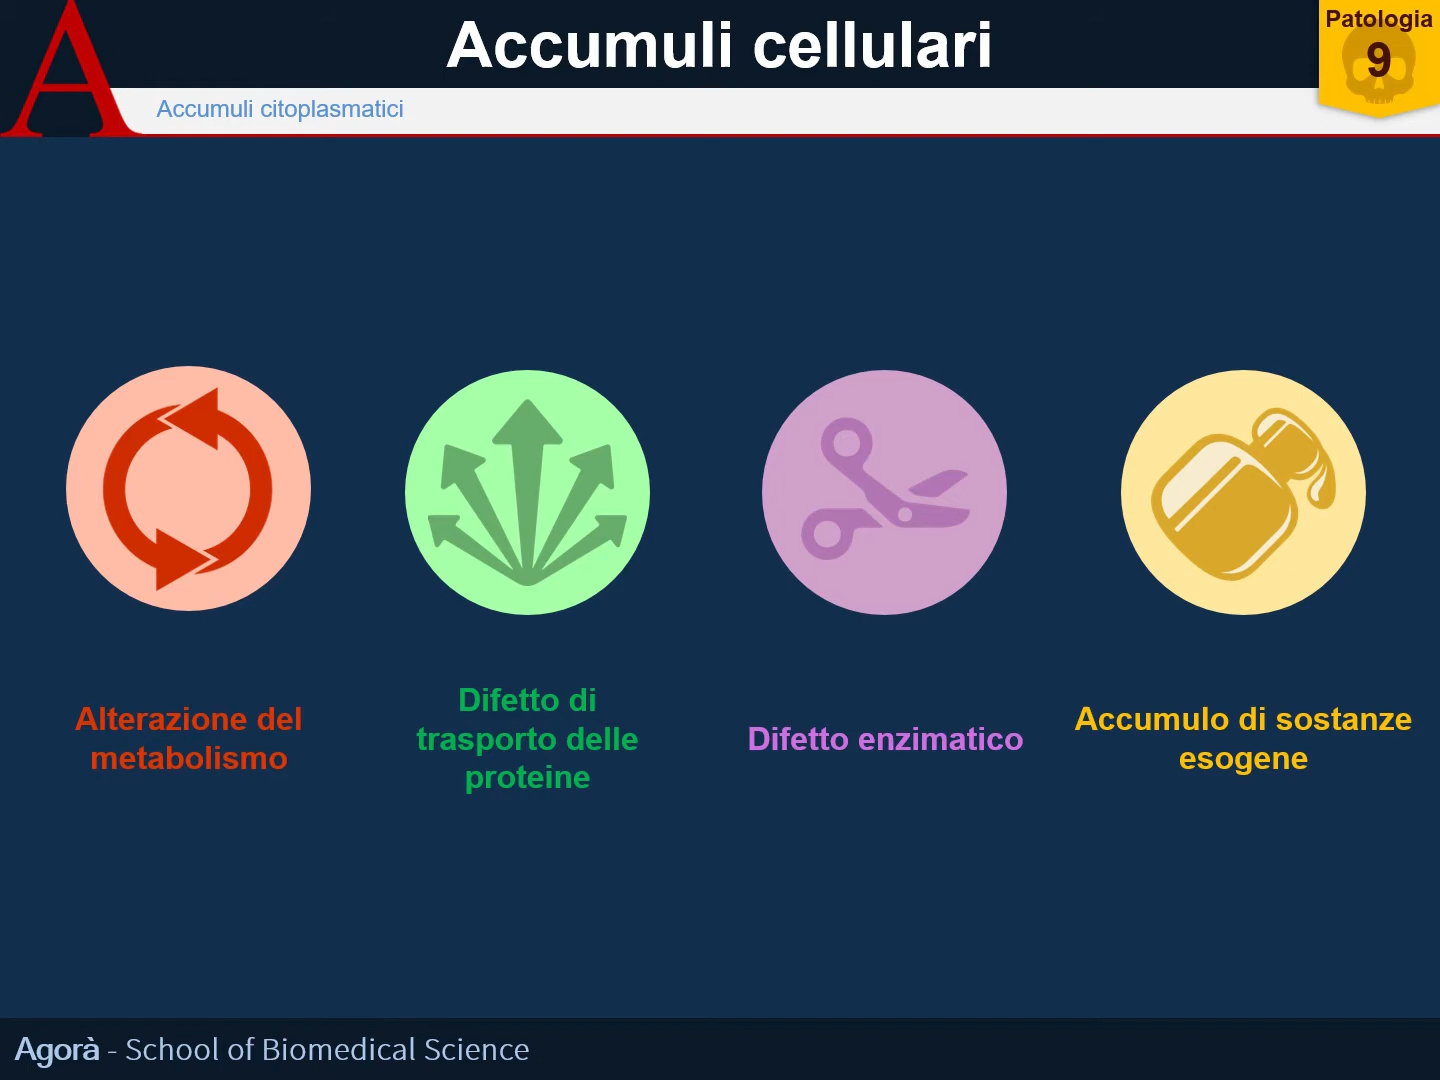 A
Accumuli cellulari
Patologia
9
Accumuli citoplasmatici
Alterazione del
metabolismo
Difetto di
trasporto delle
proteine
Difetto enzimatico
Accumulo di sostanze
esogene
Agorà - School of Biomedical Science